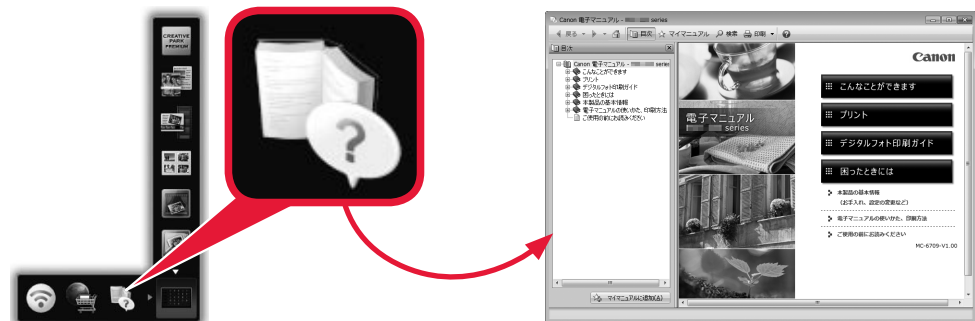 CREATIVE
PARK
PREMIUM
?
?
Canon 電子マニュアル - series
戻る
目次
マイマニュアル
検索
印刷
?
目次
Canon 電子マニュアル - series
こんなことができます
プリント
デジタルフォト印刷ガイド
困ったときには
本製品の基本情報
電子マニュアルの使いかた、印刷方法
ご使用の前にお読みください
マイマニュアルに追加(A)
電子マニュアル
series
Canon
こんなことができます
プリント
デジタルフォト印刷ガイド
困ったときには
本製品の基本情報
(お手入れ、設定の変更など)
電子マニュアルの使いかた、印刷方法
ご使用の前にお読みください
MC-6709-V1.00